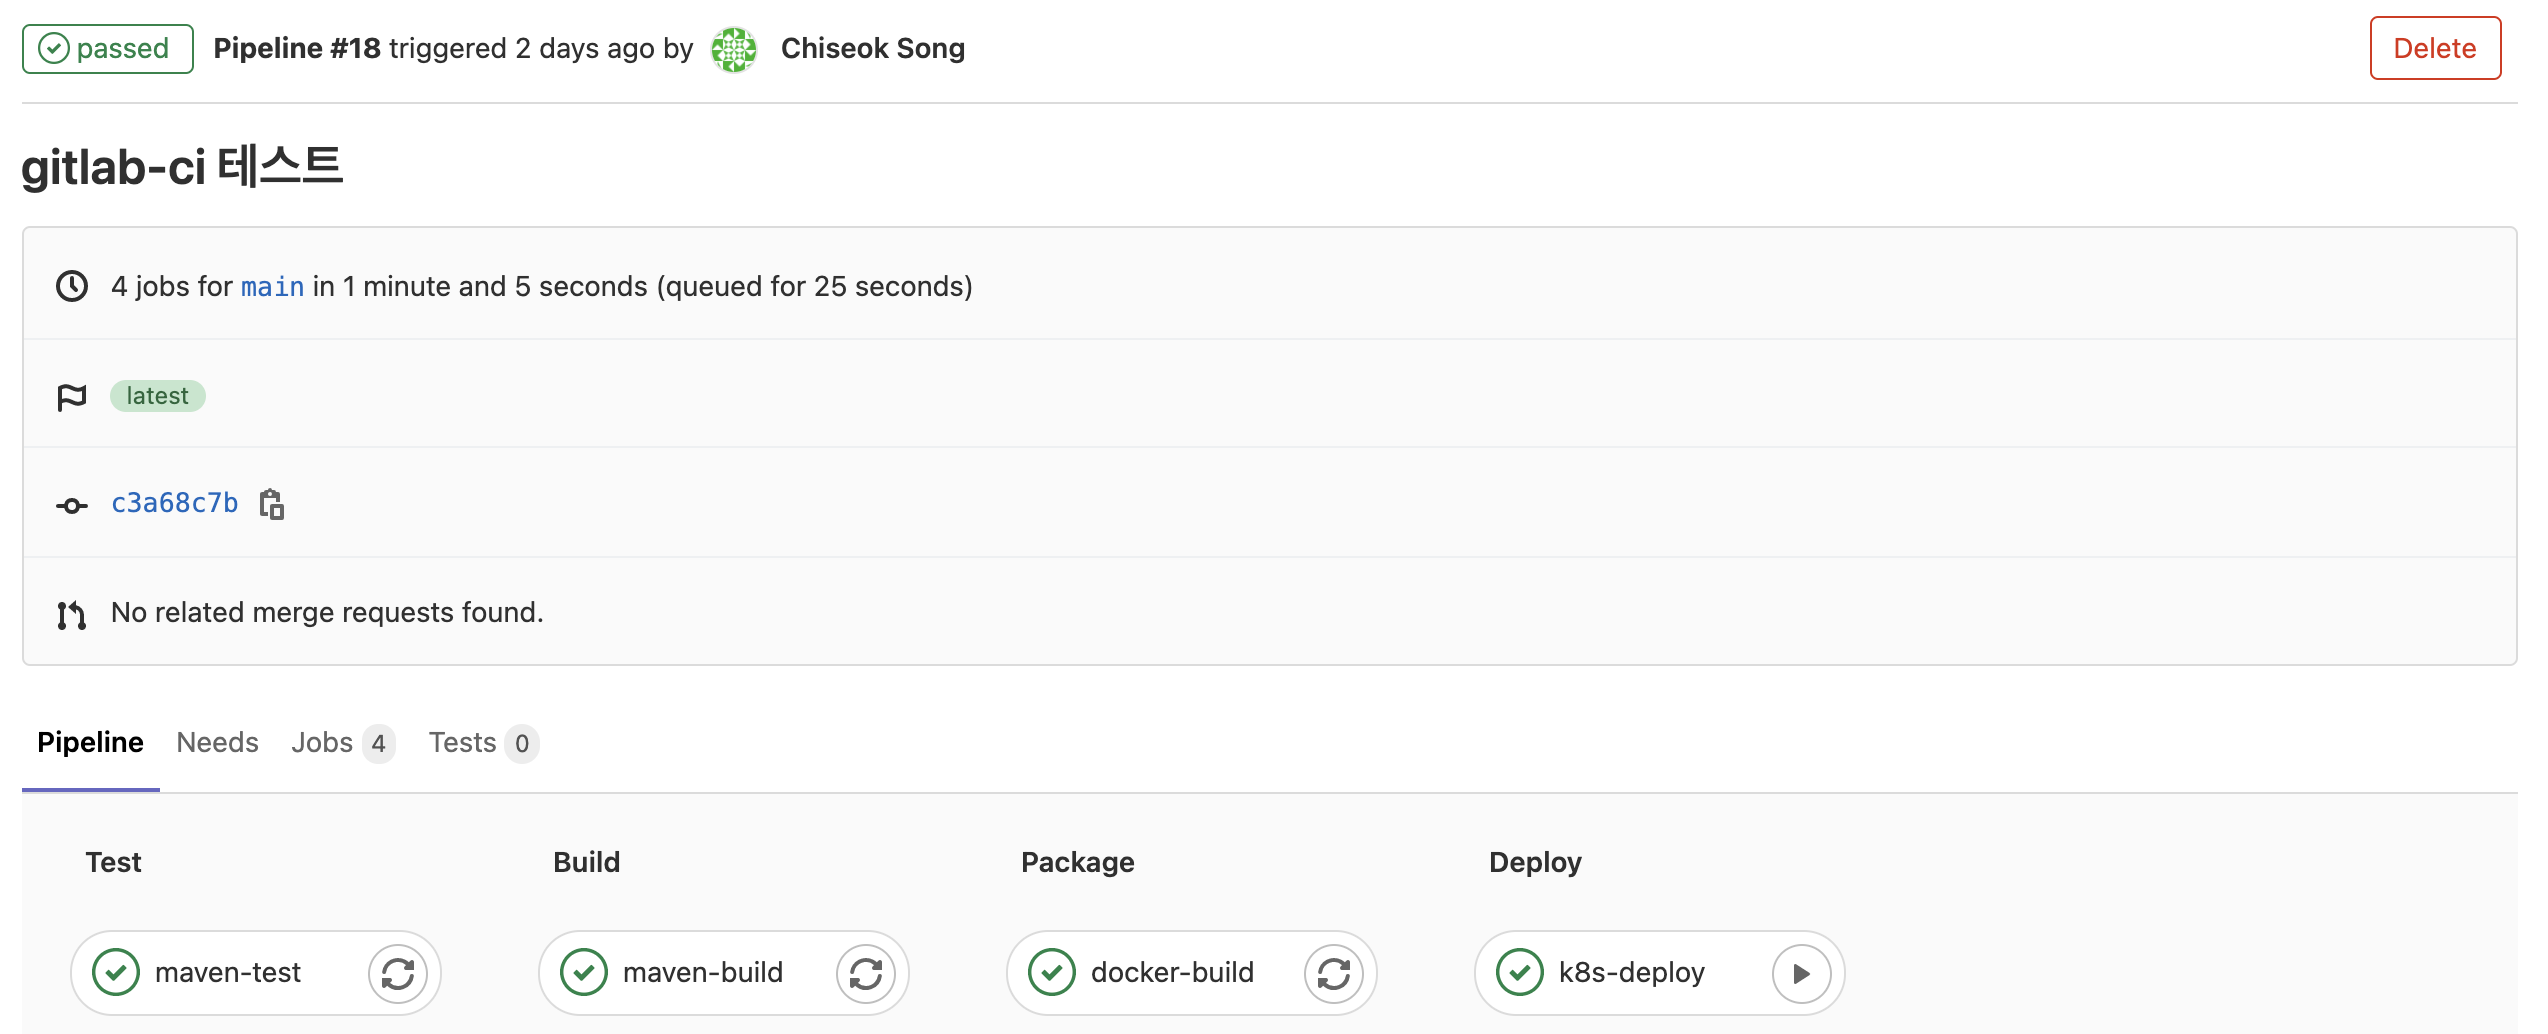 passed Pipeline #18 triggered 2 days ago by Chiseok Song Delete
gitlab-ci 테스트
4 jobs for main in 1 minute and 5 seconds (queued for 25 seconds)
latest
c3a68c7b
No related merge requests found.
Pipeline Needs Jobs 4 Tests 0
Test Build Package Deploy
maven-test maven-build docker-build k8s-deploy